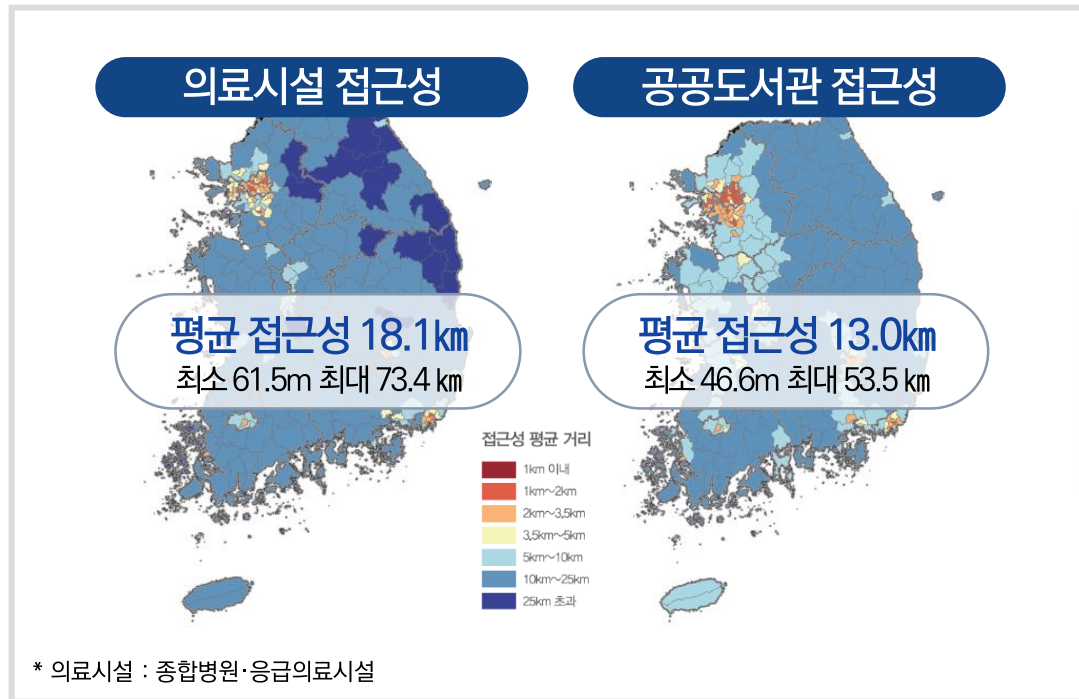 의료시설 접근성
공공도서관 접근성
평균 접근성 18.1㎞
최소 61.5m 최대 73.4 ㎞
평균 접근성 13.0㎞
최소 46.6m 최대 53.5 ㎞
접근성 평균 거리
1km 이내
1km~2km
2km~3.5km
3.5km~5km
5km~10km
10km~25km
25km 초과
* 의료시설 : 종합병원·응급의료시설